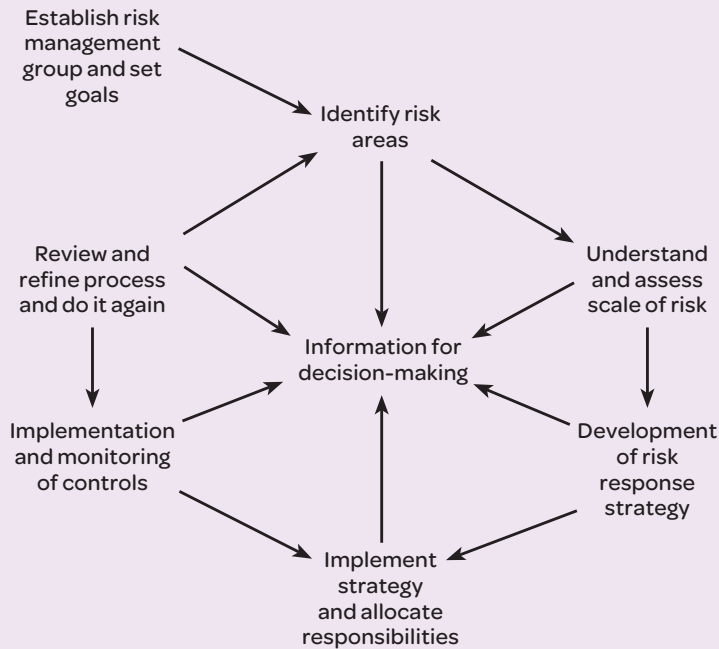 Establish risk
management
group and set
goals
Identify risk
areas
Review and
refine process
and do it again
Understand
and assess
scale of risk
Information for
decision-making
Implementation
and monitoring
of controls
Development
of risk
response
strategy
Implement
strategy
and allocate
responsibilities